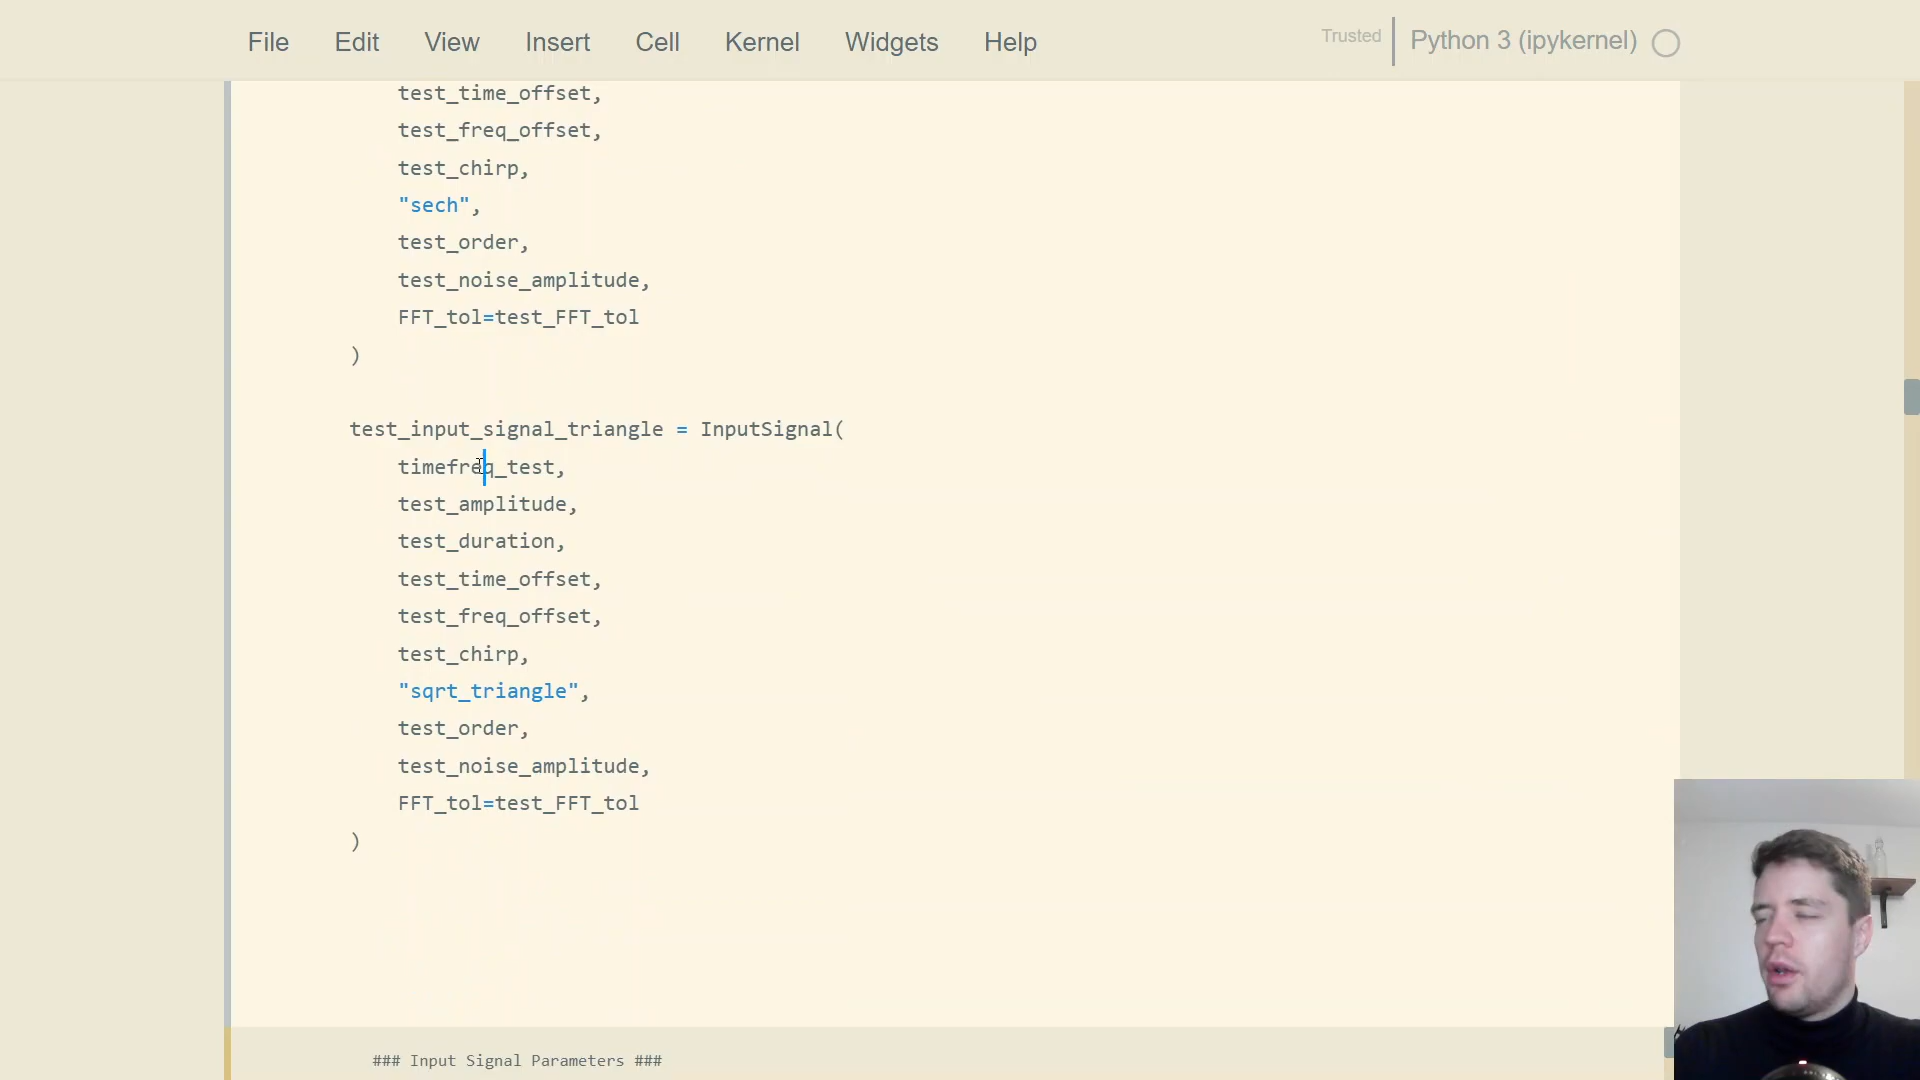 File Edit View Insert Cell Kernel Widgets Help Trusted Python 3 (ipykernel)
test_time_offset,
test_freq_offset,
test_chirp,
"sech",
test_order,
test_noise_amplitude,
FFT_tol=test_FFT_tol
)
test_input_signal_triangle = InputSignal(
timefreq_test,
test_amplitude,
test_duration,
test_time_offset,
test_freq_offset,
test_chirp,
"sqrt_triangle",
test_order,
test_noise_amplitude,
FFT_tol=test_FFT_tol
)
### Input Signal Parameters ###